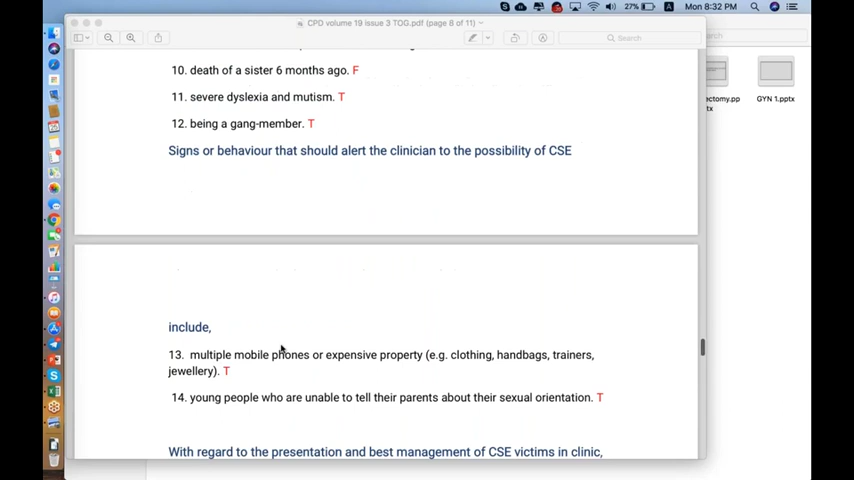 Mon 8:32 PM
27%
CPD volume 19 issue 3 TOG.pdf (page 8 of 11)
Search
10. death of a sister 6 months ago. F
11. severe dyslexia and mutism. T
12. being a gang-member. T
Signs or behaviour that should alert the clinician to the possibility of CSE
include,
13. multiple mobile phones or expensive property (e.g. clothing, handbags, trainers,
jewellery). T
14. young people who are unable to tell their parents about their sexual orientation. T
With regard to the presentation and best management of CSE victims in clinic,
ectomy.pp
tx
GYN 1.pptx